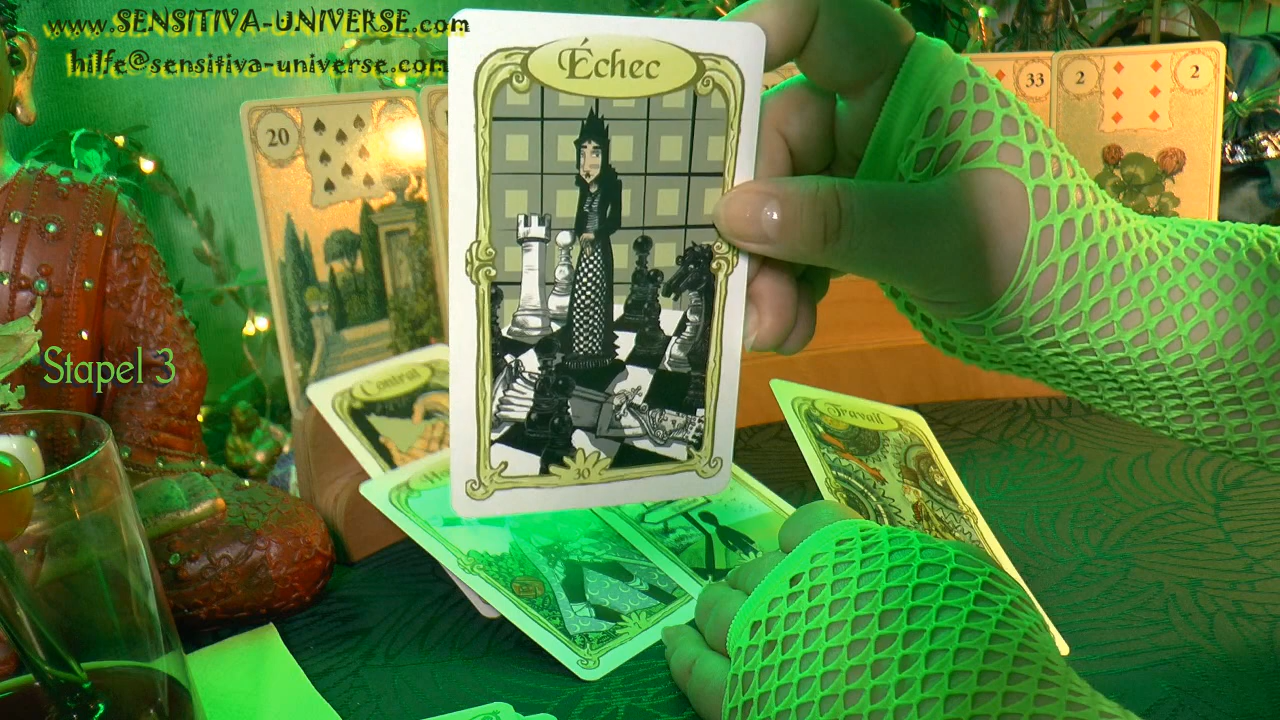 www.SENSITIVA-UNIVERSE.com
hilfe@sensitiva-universe.com
Échec
20
33
2
2
Stapel 3
Contrat
Travail
30